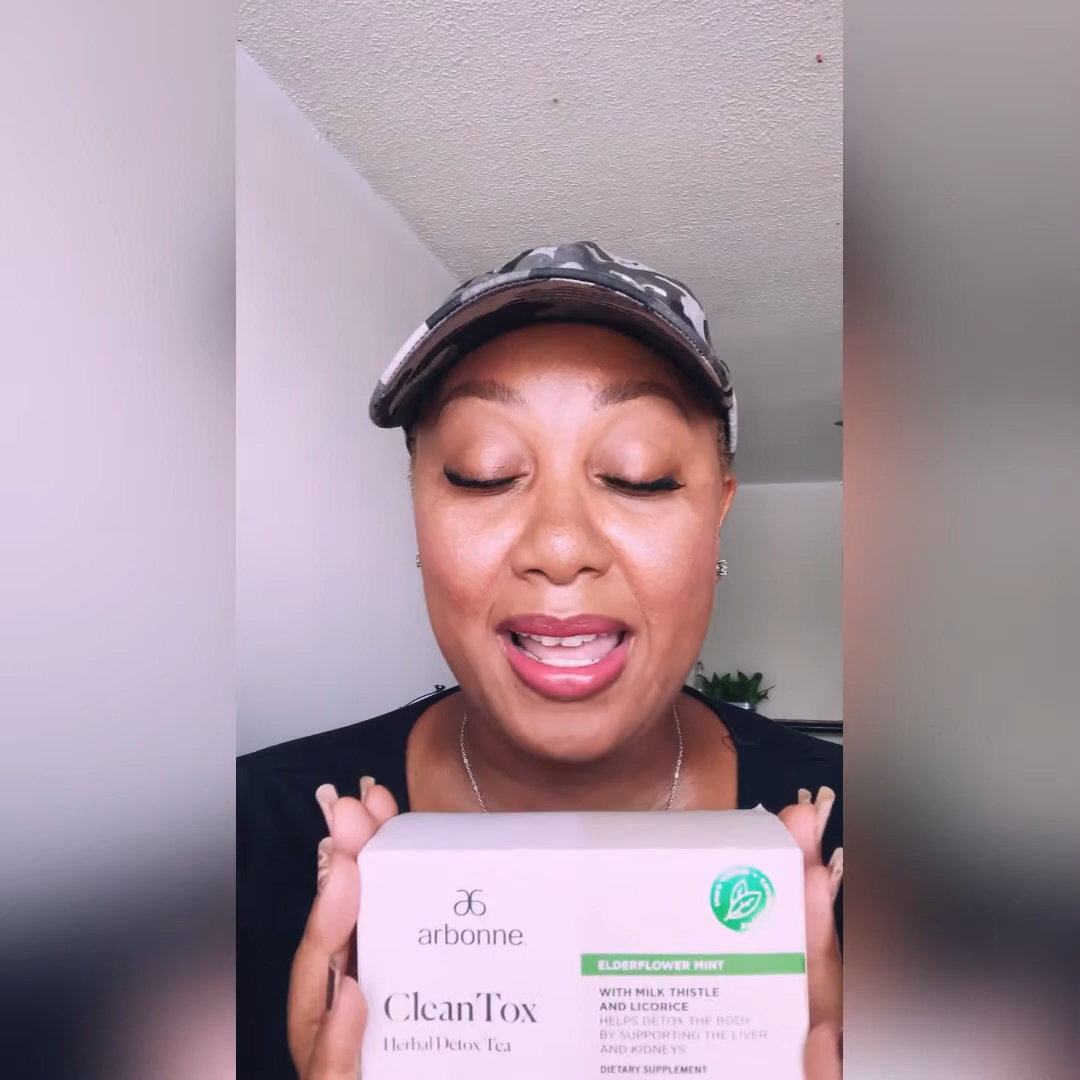 arbonne.
CleanTox
Herbal Detox Tea
ELDERFLOWER MINT
WITH MILK THISTLE
AND LICORICE
HELPS DETOX THE BODY
BY SUPPORTING THE LIVER
AND KIDNEYS
DIETARY SUPPLEMENT